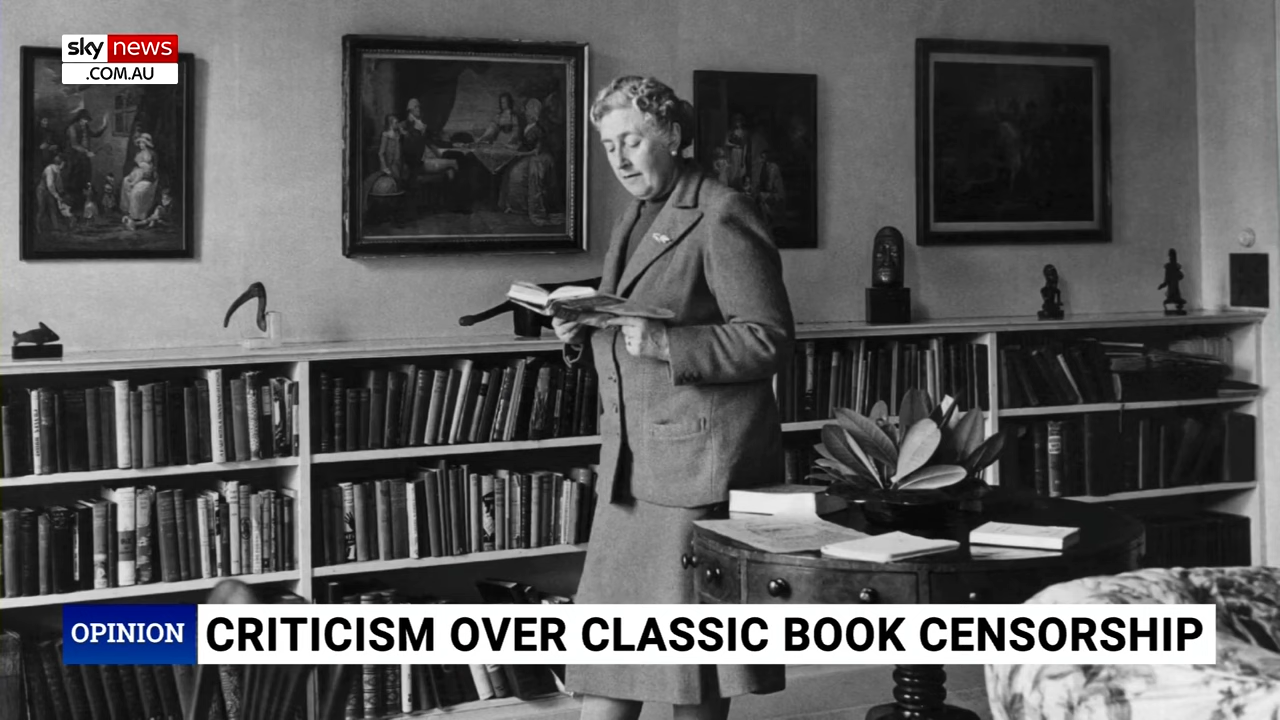 sky news
.COM.AU
OPINION CRITICISM OVER CLASSIC BOOK CENSORSHIP